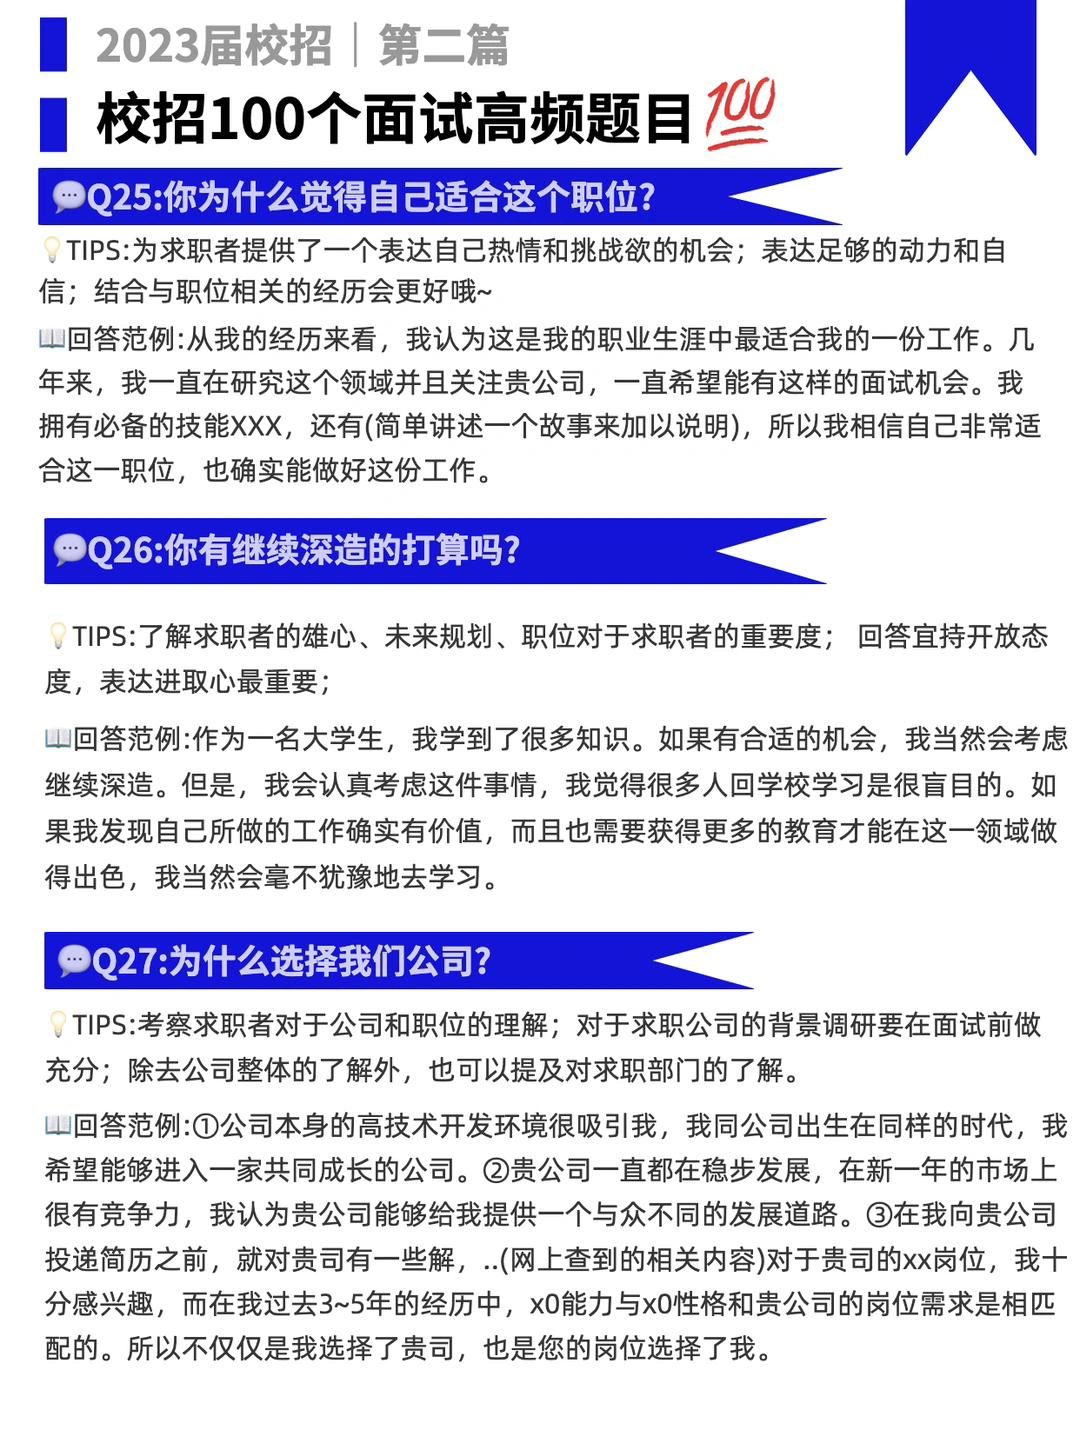 2023届校招｜第二篇
校招100个面试高频题目💯
💬Q25:你为什么觉得自己适合这个职位?
💡TIPS:为求职者提供了一个表达自己热情和挑战欲的机会；表达足够的动力和自
信；结合与职位相关的经历会更好哦~
📖回答范例:从我的经历来看，我认为这是我的职业生涯中最适合我的一份工作。几
年来，我一直在研究这个领域并且关注贵公司，一直希望能有这样的面试机会。我
拥有必备的技能XXX，还有(简单讲述一个故事来加以说明)，所以我相信自己非常适
合这一职位，也确实能做好这份工作。
💬Q26:你有继续深造的打算吗?
💡TIPS:了解求职者的雄心、未来规划、职位对于求职者的重要度； 回答宜持开放态
度，表达进取心最重要；
📖回答范例:作为一名大学生，我学到了很多知识。如果有合适的机会，我当然会考虑
继续深造。但是，我会认真考虑这件事情，我觉得很多人回学校学习是很盲目的。如
果我发现自己所做的工作确实有价值，而且也需要获得更多的教育才能在这一领域做
得出色，我当然会毫不犹豫地去学习。
💬Q27:为什么选择我们公司?
💡TIPS:考察求职者对于公司和职位的理解；对于求职公司的背景调研要在面试前做
充分；除去公司整体的了解外，也可以提及对求职部门的了解。
📖回答范例:①公司本身的高技术开发环境很吸引我，我同公司出生在同样的时代，我
希望能够进入一家共同成长的公司。②贵公司一直都在稳步发展，在新一年的市场上
很有竞争力，我认为贵公司能够给我提供一个与众不同的发展道路。③在我向贵公司
投递简历之前，就对贵司有一些解，..(网上查到的相关内容)对于贵司的xx岗位，我十
分感兴趣，而在我过去3~5年的经历中，x0能力与x0性格和贵公司的岗位需求是相匹
配的。所以不仅仅是我选择了贵司，也是您的岗位选择了我。